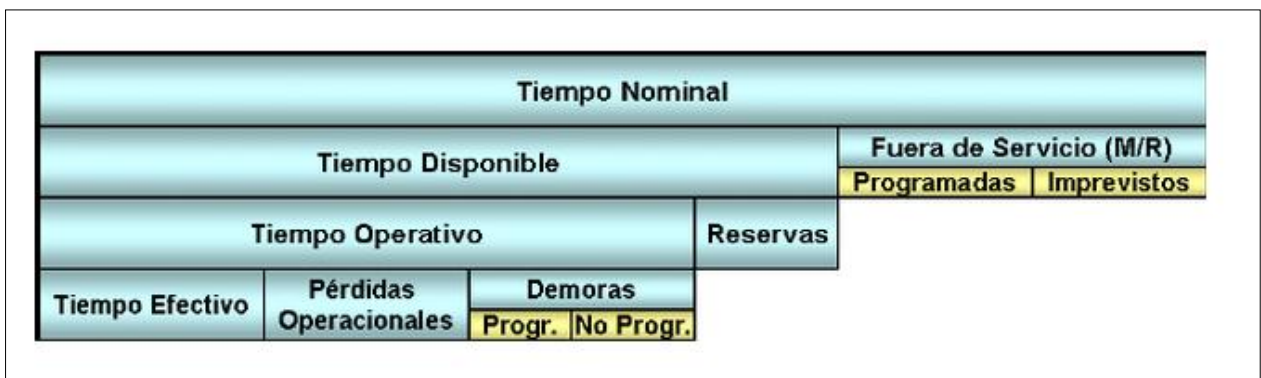 Tiempo Nominal
Tiempo Disponible
Fuera de Servicio (M/R)
Programadas
Imprevistos
Tiempo Operativo
Reservas
Tiempo Efectivo
Pérdidas
Operacionales
Demoras
Progr.
No Progr.